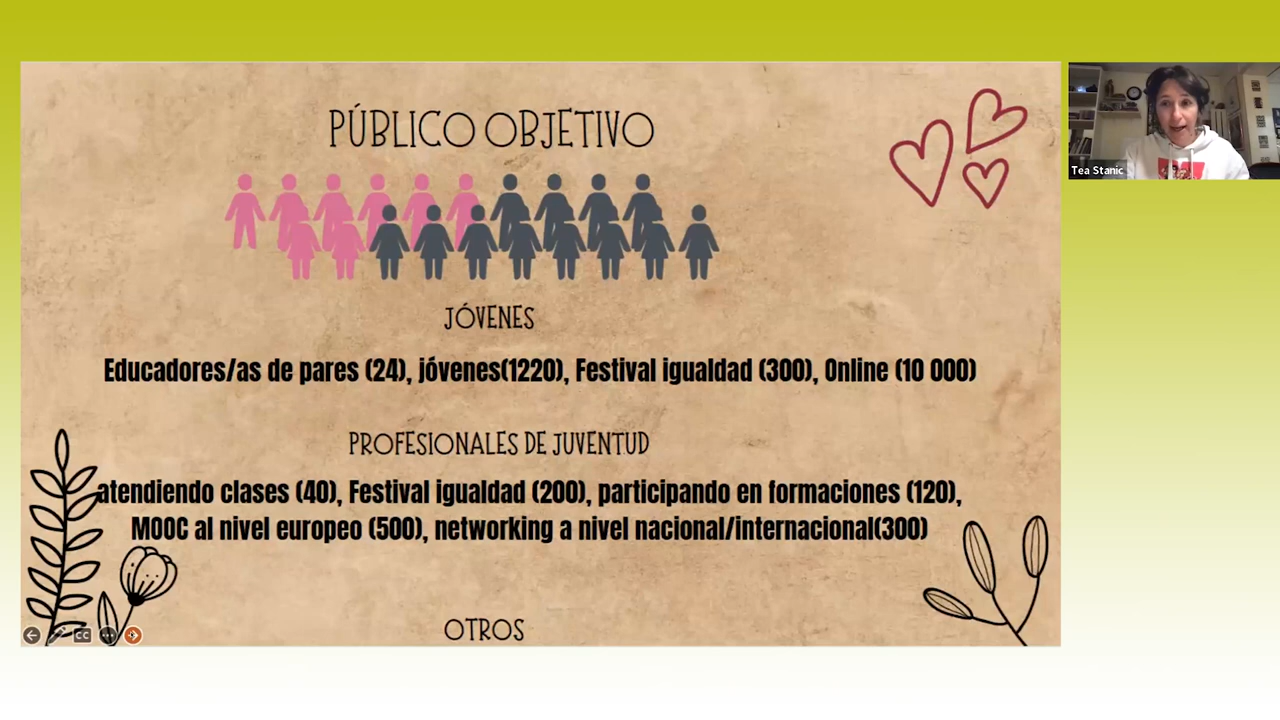 PÚBLICO OBJETIVO
Tea Stanic
JÓVENES
Educadores/as de pares (24), jóvenes(1220), Festival igualdad (300), Online (10 000)
PROFESIONALES DE JUVENTUD
atendiendo clases (40), Festival igualdad (200), participando en formaciones (120),
MOOC al nivel europeo (500), networking a nivel nacional/internacional(300)
CC
OTROS